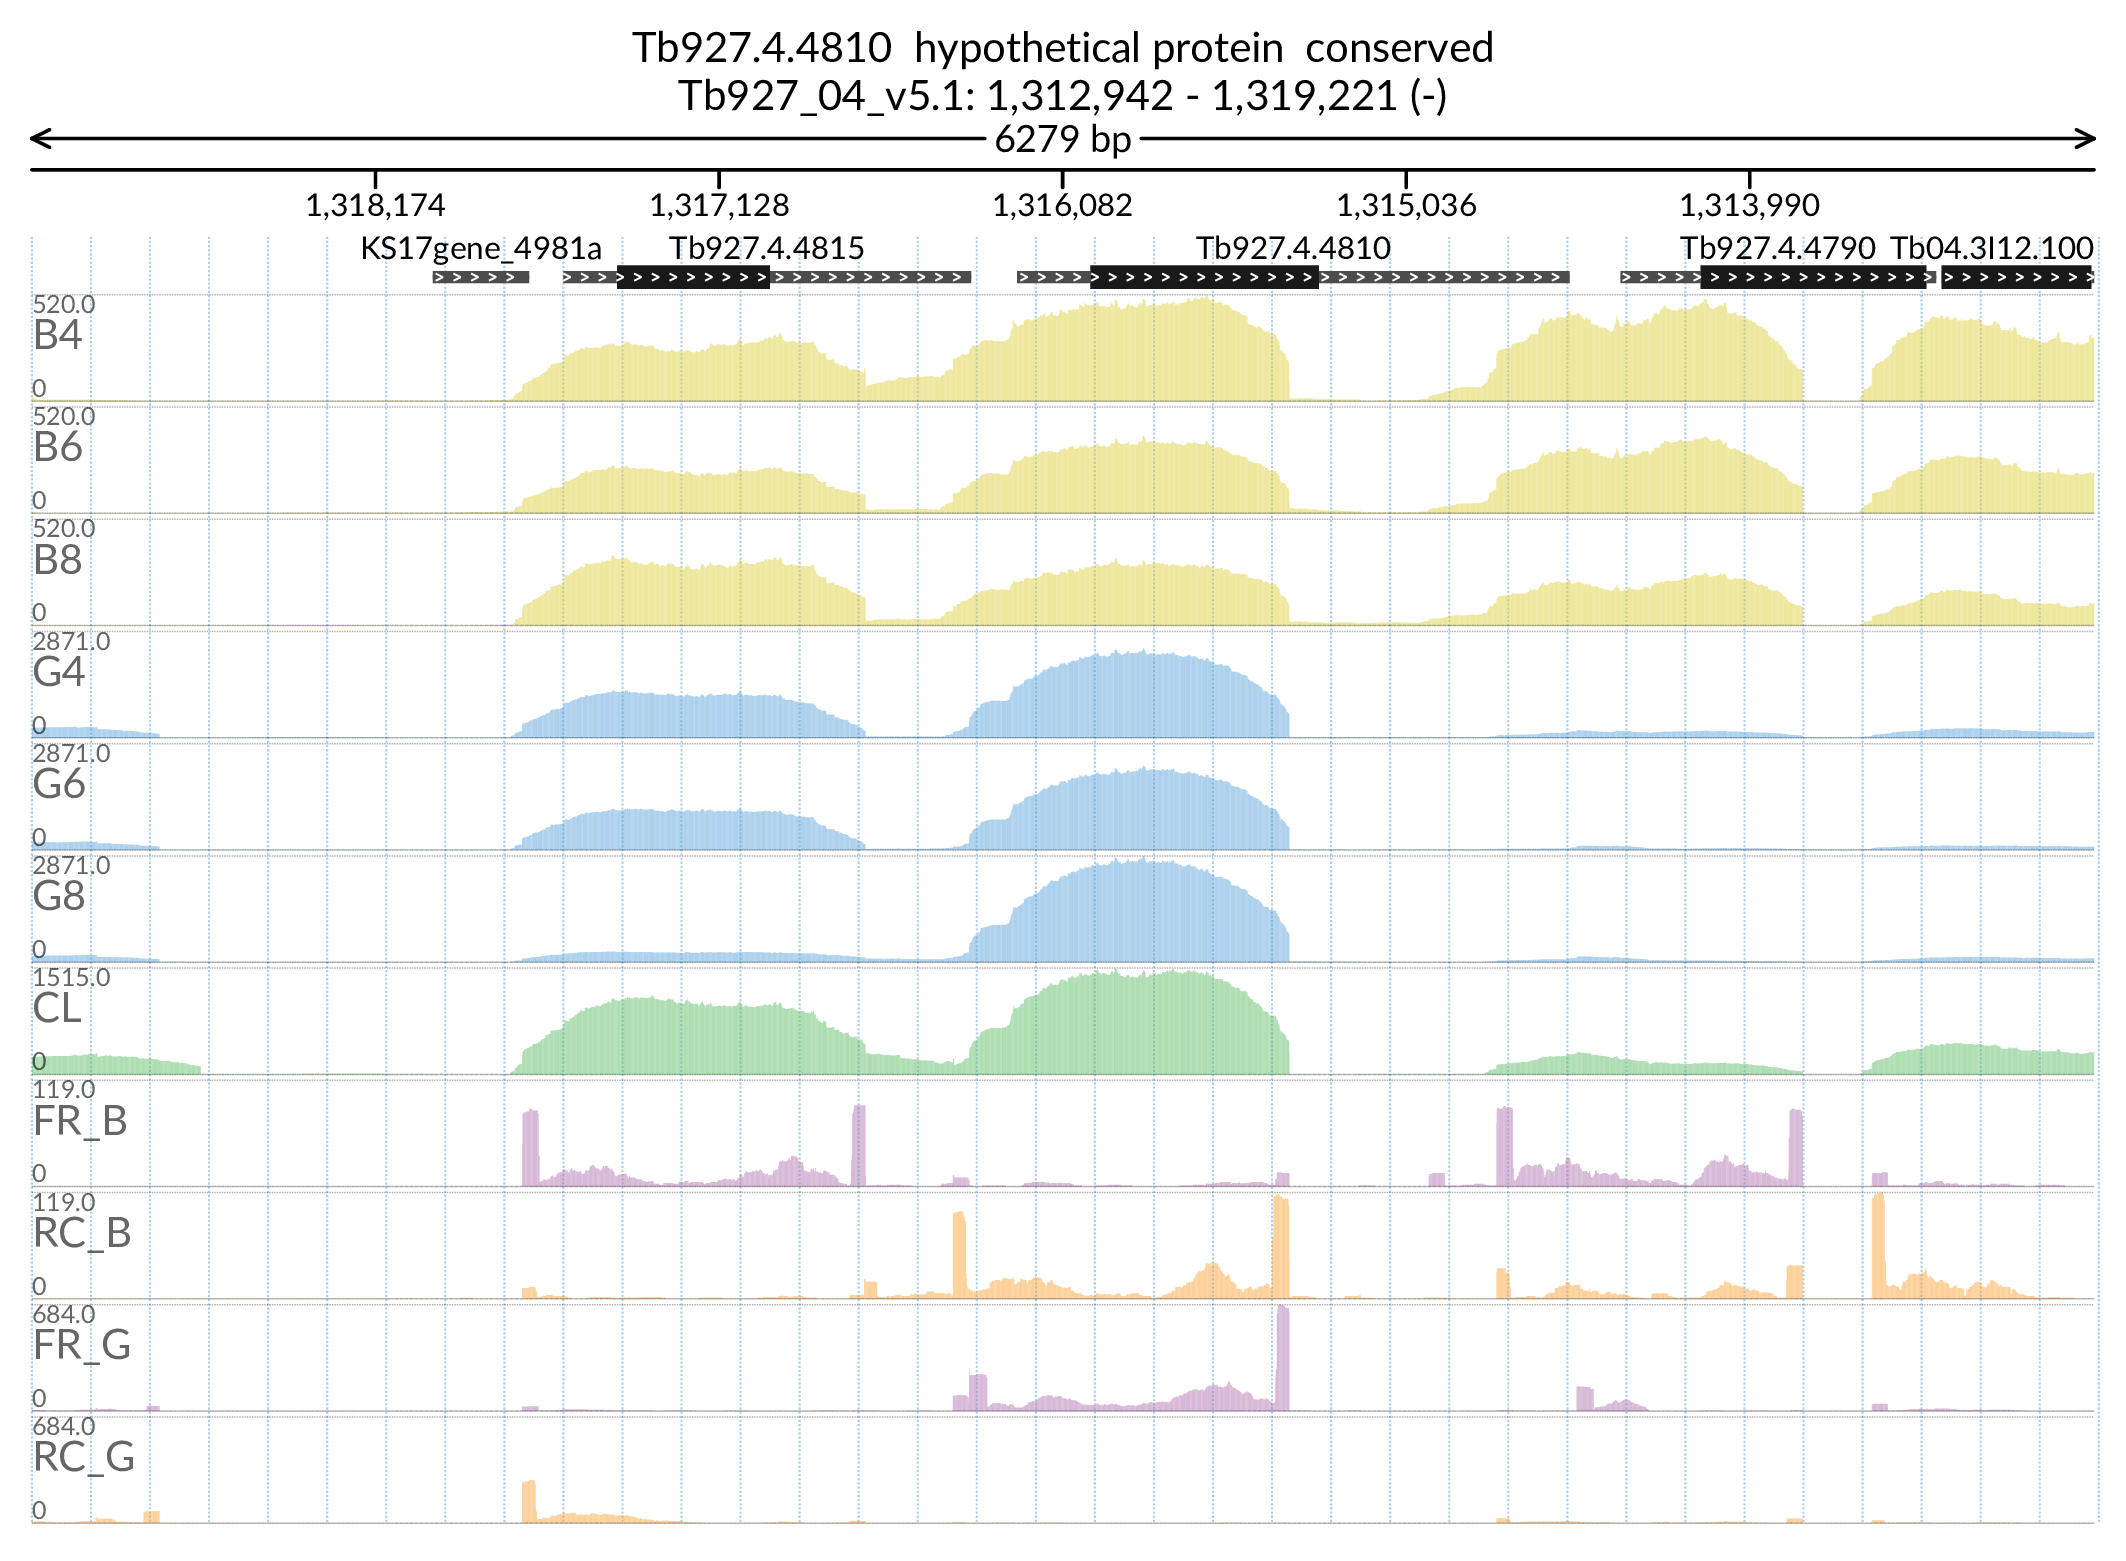 Tb927.4.4810  hypothetical protein  conserved
Tb927_04_v5.1: 1,312,942 - 1,319,221 (-)
6279 bp
1,318,174 1,317,128 1,316,082 1,315,036 1,313,990
KS17gene_4981a Tb927.4.4815 Tb927.4.4810 Tb927.4.4790 Tb04.3I12.100
520.0
B4
0
520.0
B6
0
520.0
B8
0
2871.0
G4
0
2871.0
G6
0
2871.0
G8
0
1515.0
CL
0
119.0
FR_B
0
119.0
RC_B
0
684.0
FR_G
0
684.0
RC_G
0